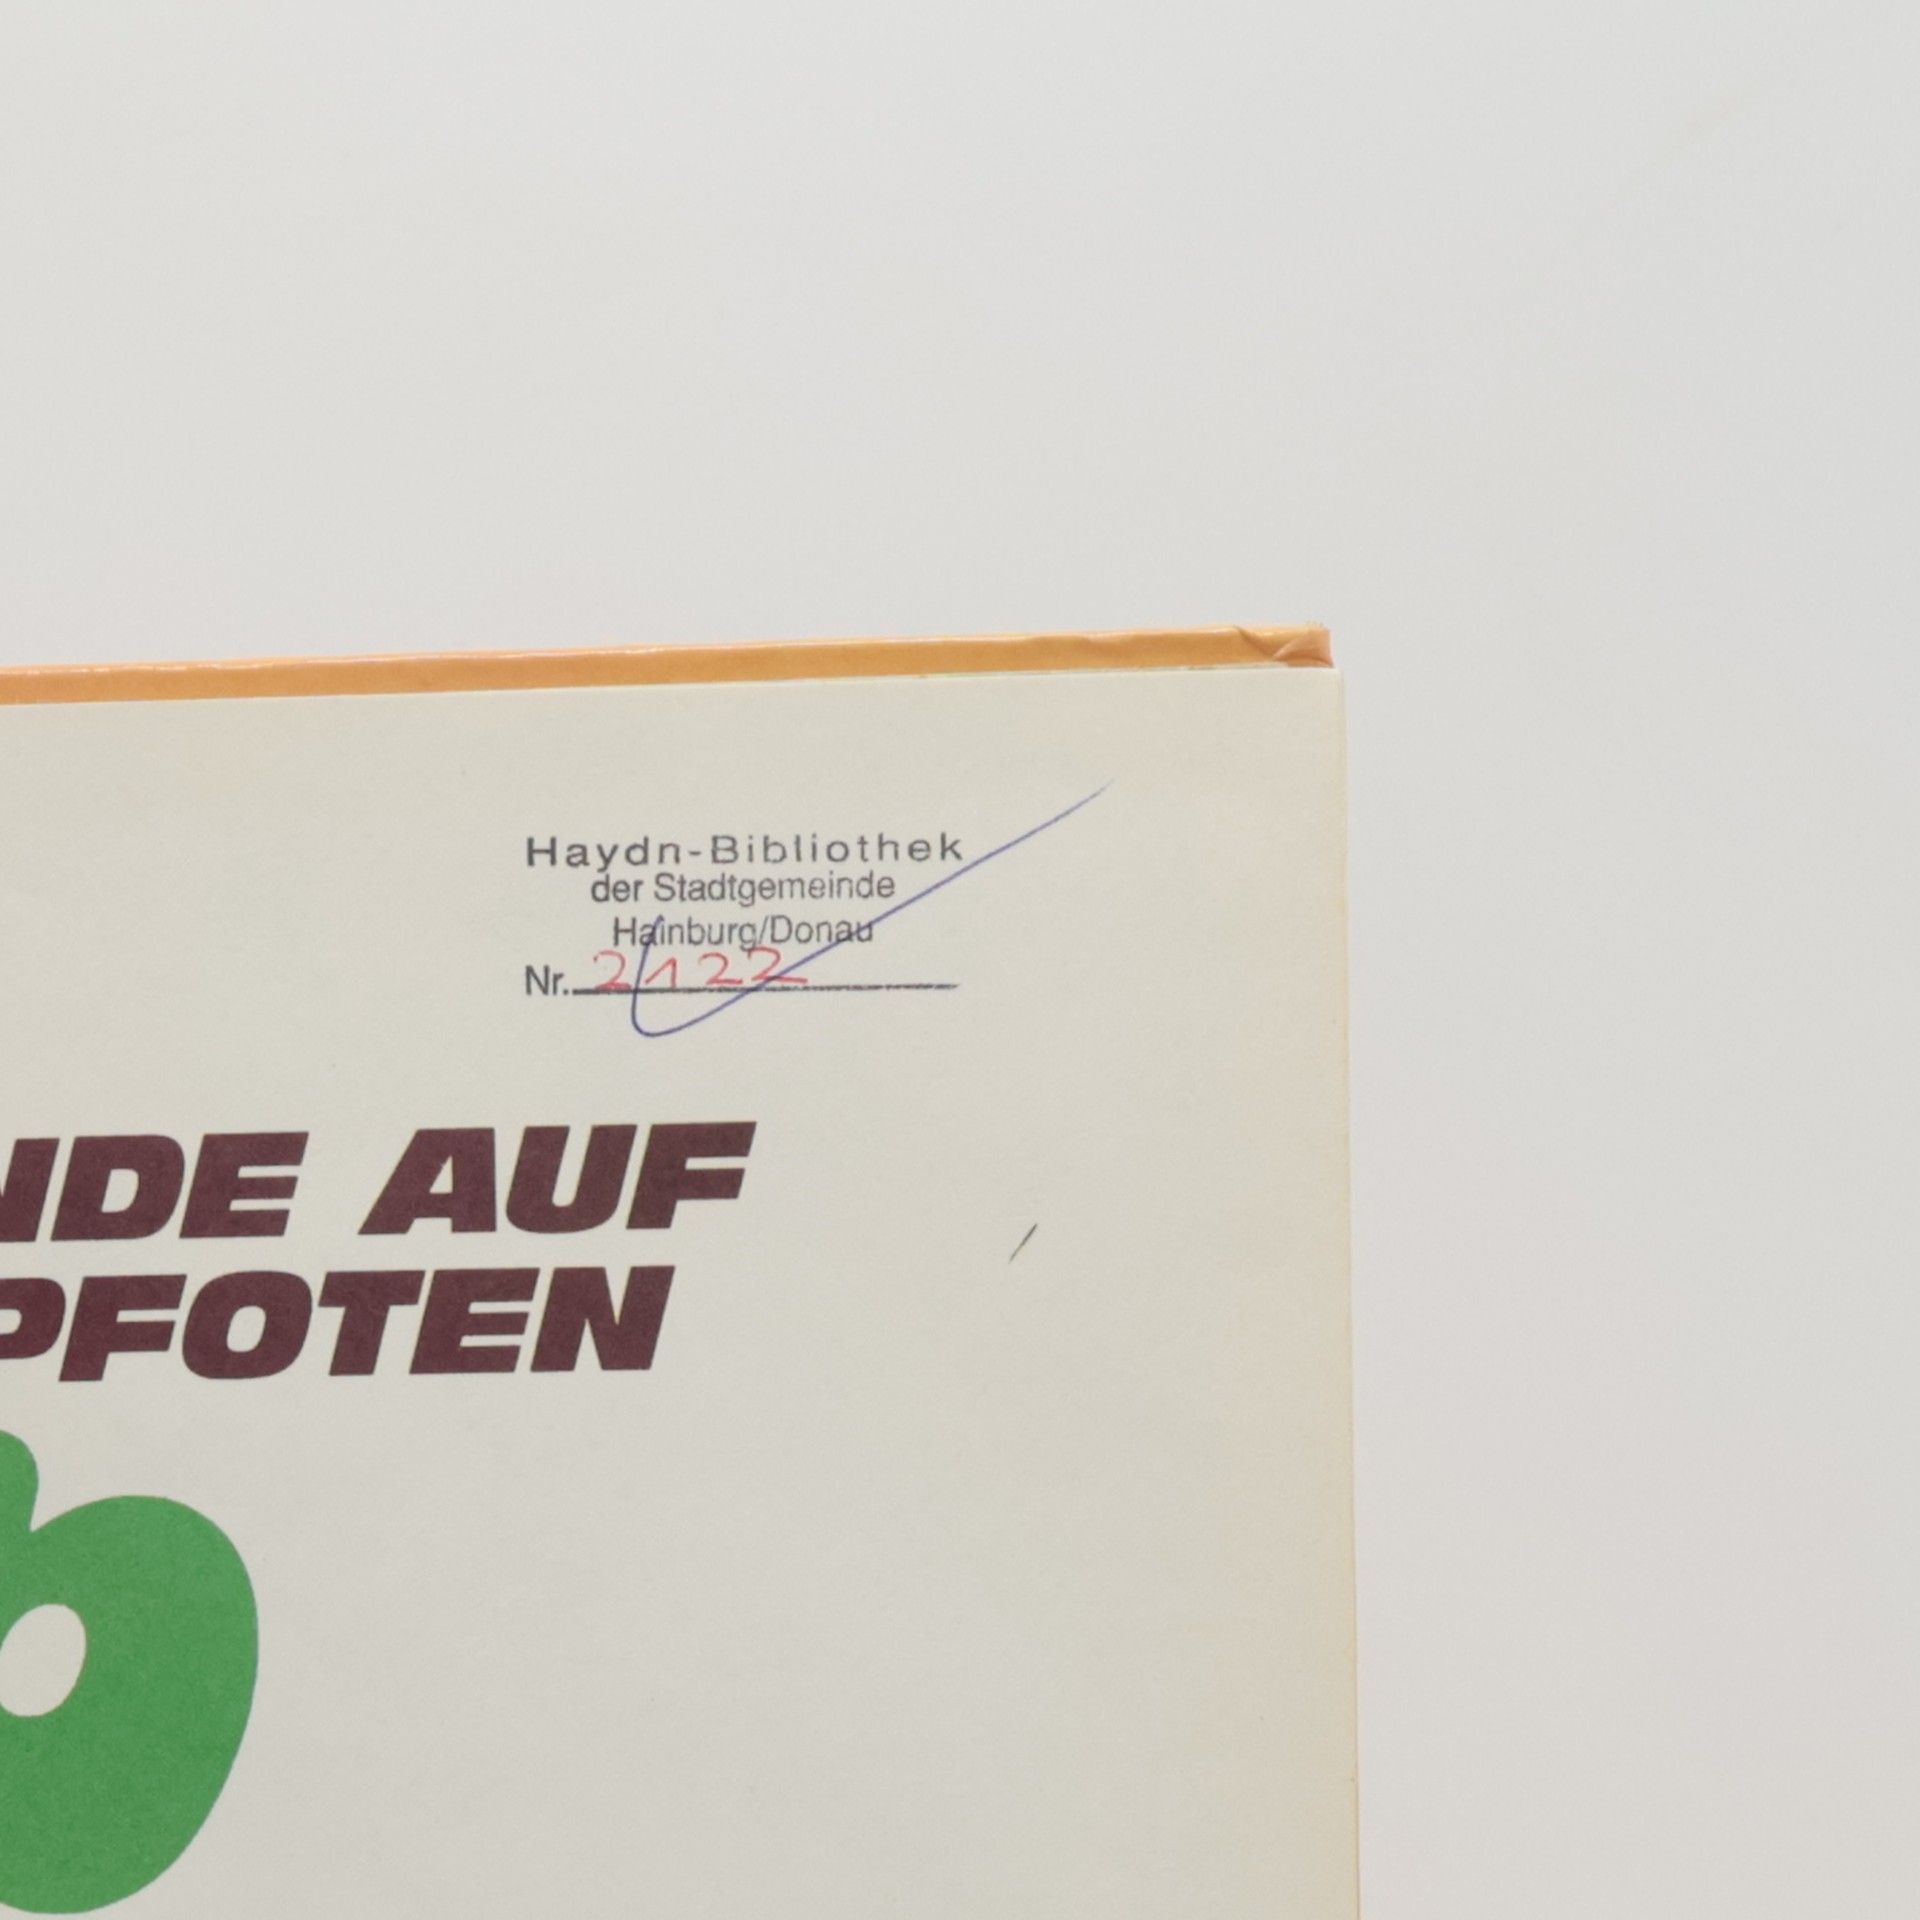 Haydn-Bibliothek
der Stadtgemeinde
Hainburg/Donau
Nr. 2122
NDE AUF
PFOTEN